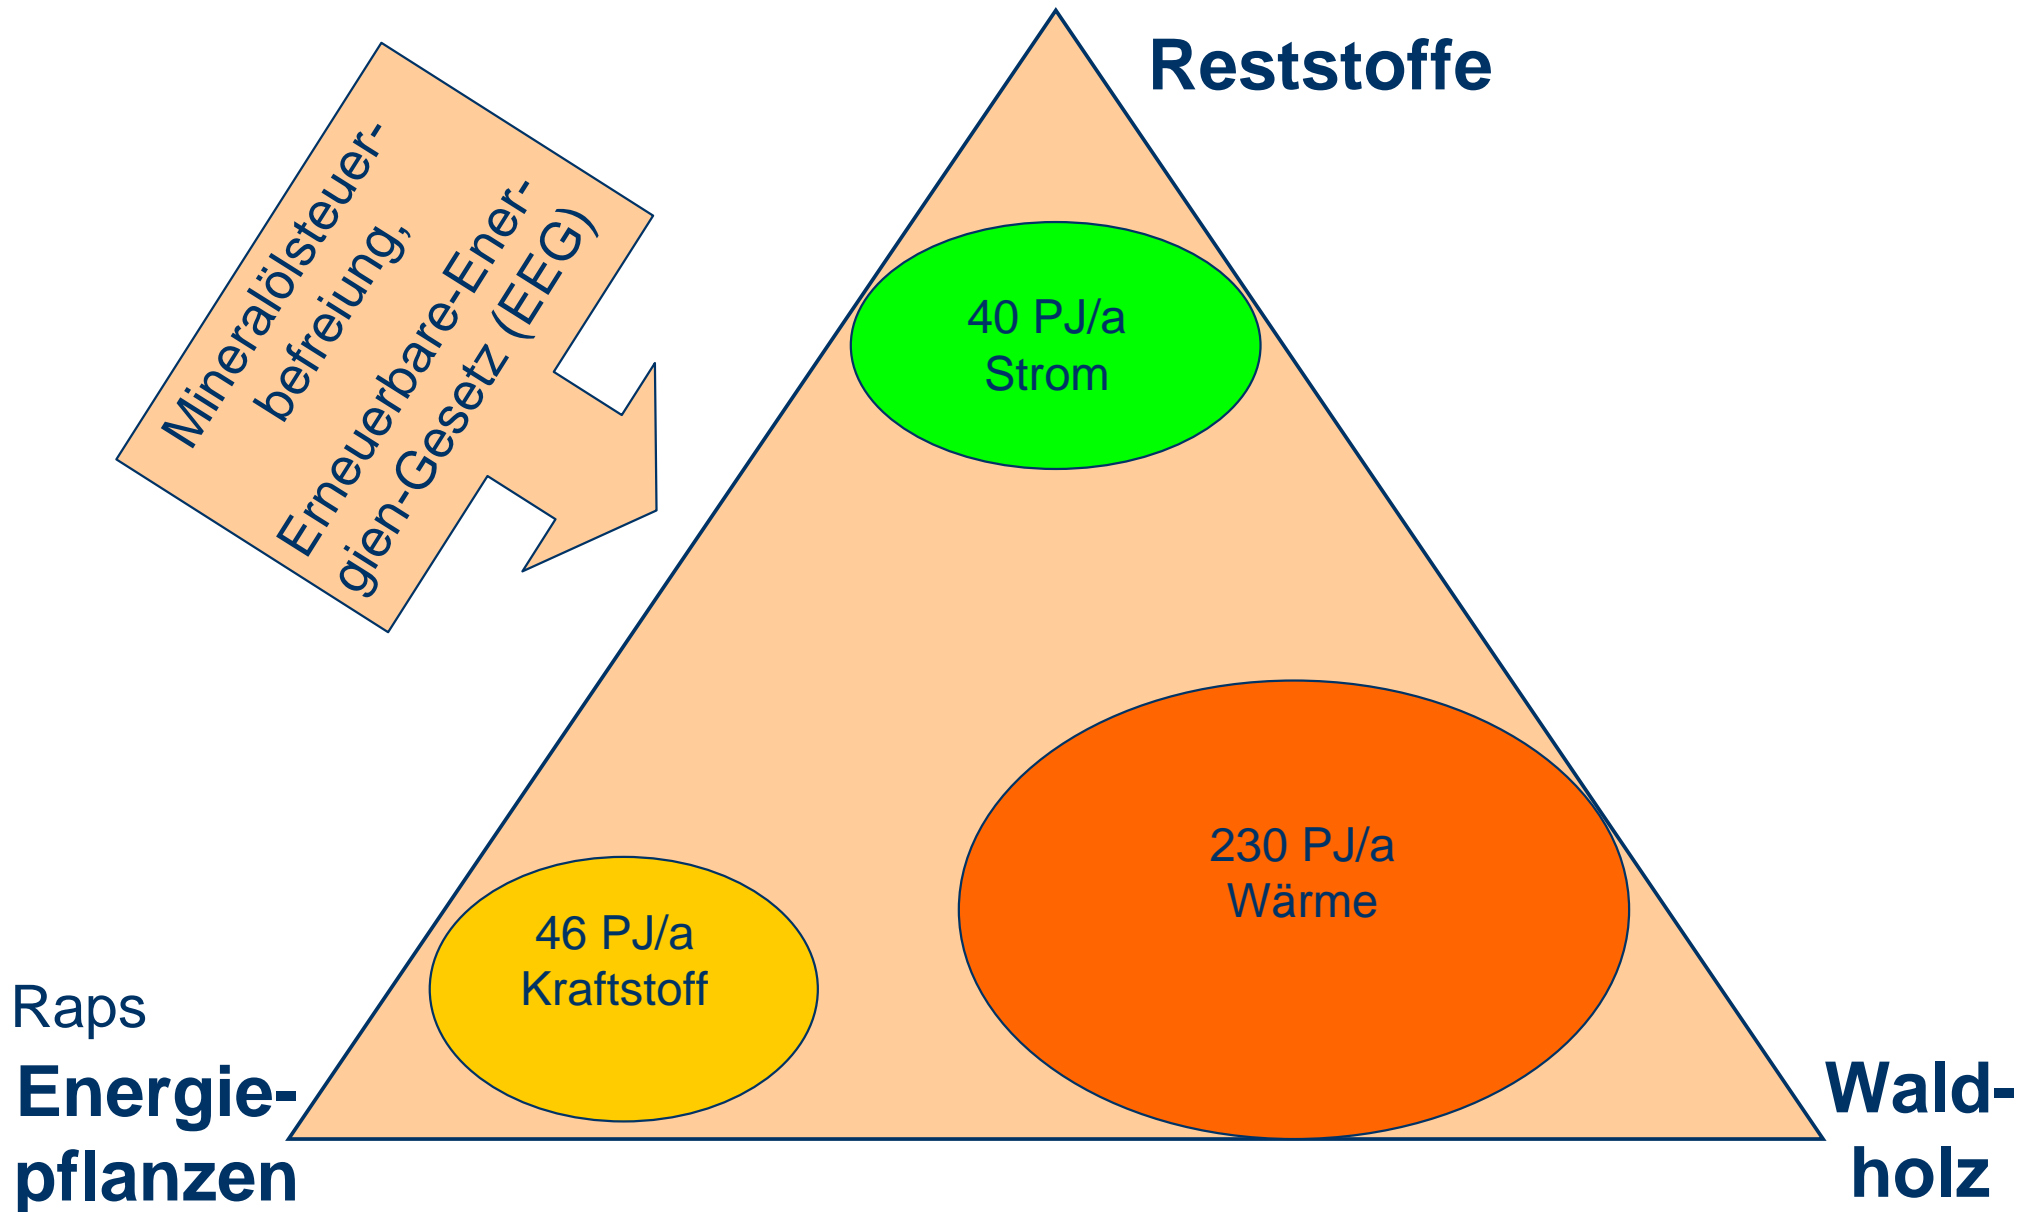 Reststoffe
Mineralölsteuer-
befreiung,
Erneuerbare-Ener-
gien-Gesetz (EEG)
40 PJ/a
Strom
230 PJ/a
Wärme
46 PJ/a
Kraftstoff
Raps
Energie-
pflanzen
Wald-
holz